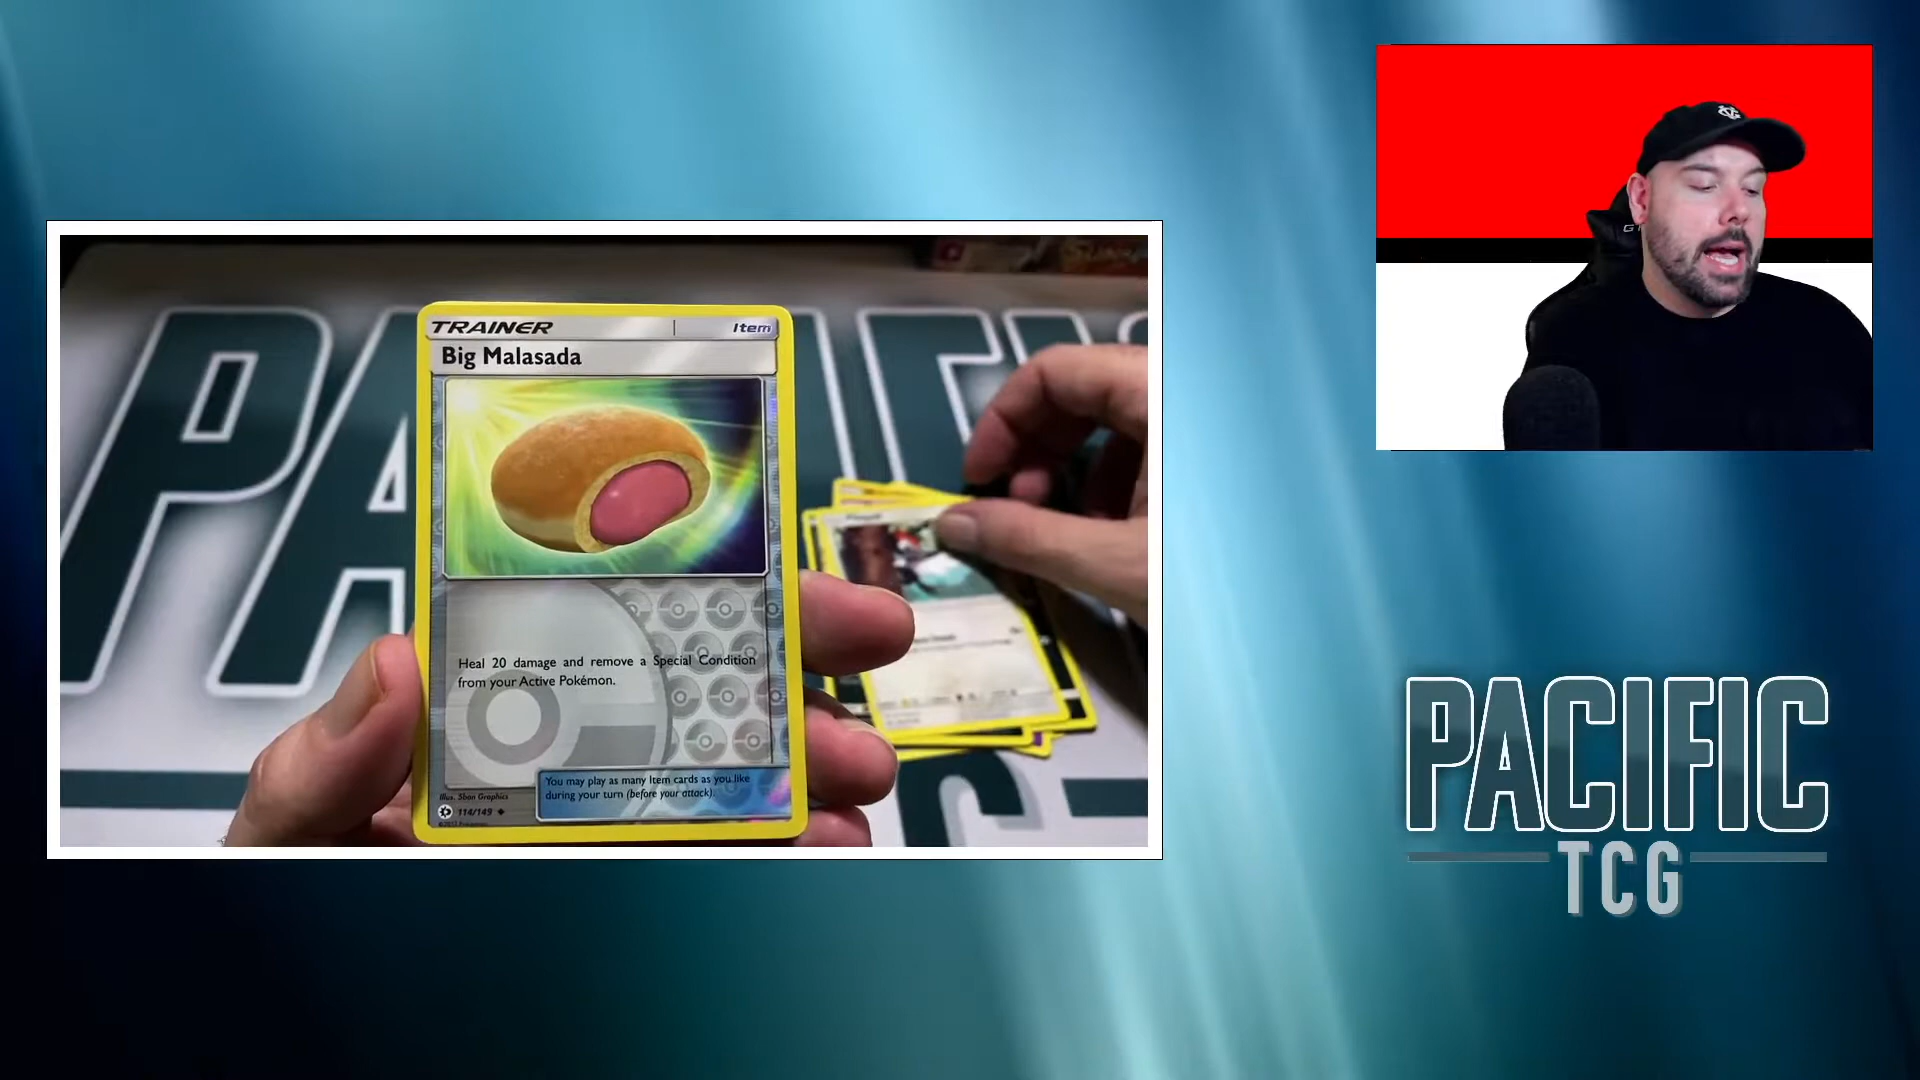 TRAINER Item
Big Malasada
Heal 20 damage and remove a Special Condition
from your Active Pokémon.
You may play as many Item cards as you like
during your turn (before your attack).
Illus. Sban Graphics
114/149
PACIFIC
TCG